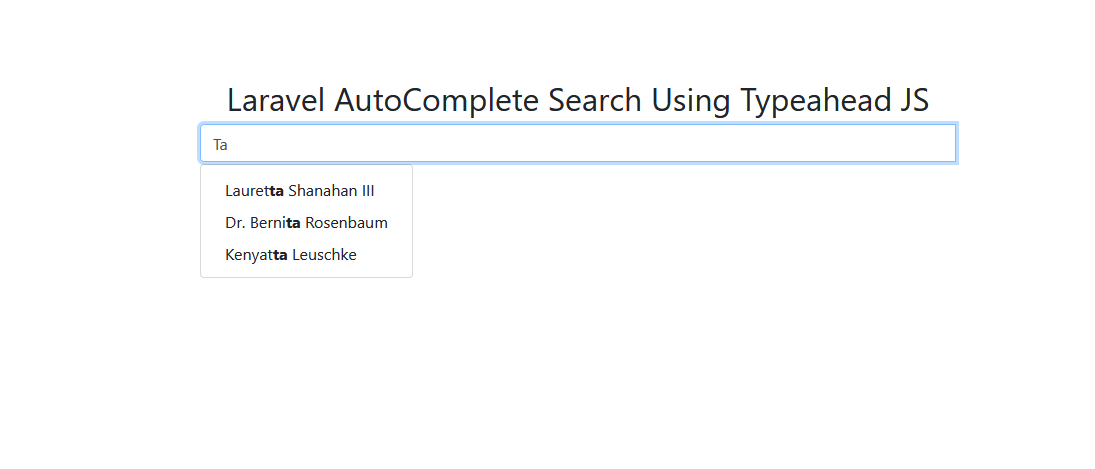 Laravel AutoComplete Search Using Typeahead JS
Ta
Lauretta Shanahan III
Dr. Bernita Rosenbaum
Kenyatta Leuschke